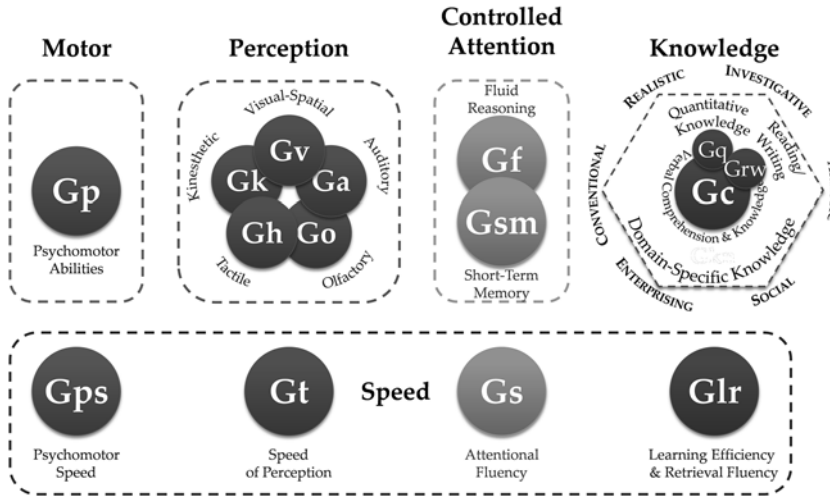 Motor
Perception
Controlled
Attention
Knowledge
Gp
Psychomotor
Abilities
Visual-Spatial
Kinesthetic
Auditory
Gv
Gk
Ga
Gh
Go
Tactile
Olfactory
Fluid
Reasoning
Gf
Gsm
Short-Term
Memory
REALISTIC
INVESTIGATIVE
CONVENTIONAL
ENTERPRISING
SOCIAL
Quantitative
Knowledge
Reading/
Writing
Gq
Grw
Gc
Verbal
Comprehension & Knowledge
Domain-Specific Knowledge
Speed
Gps
Psychomotor
Speed
Gt
Speed
of Perception
Gs
Attentional
Fluency
Glr
Learning Efficiency
& Retrieval Fluency